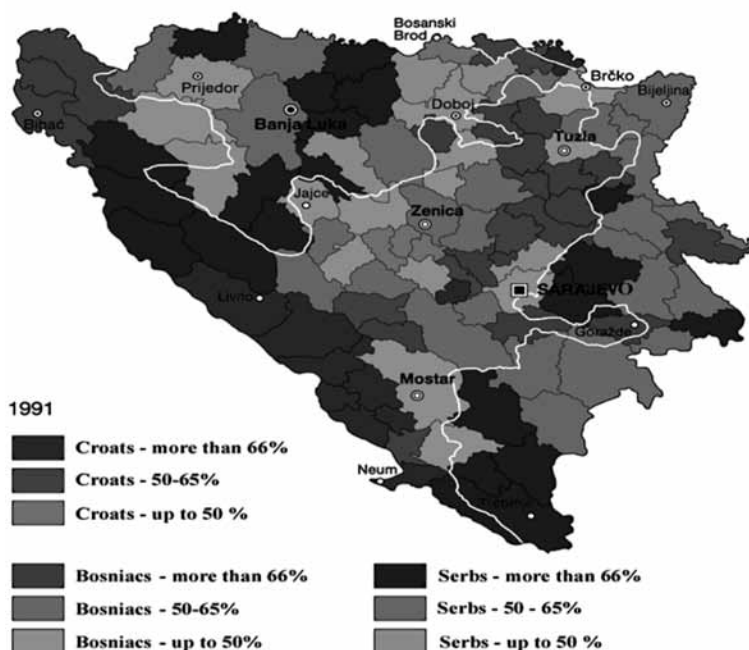 Bosanski
Brod
Prijedor
Brčko
Bijeljina
Doboj
Bihać
Banja Luka
Tuzla
Jajce
Zenica
Livno
SARAJEVO
Goražde
Mostar
1991
Neum
Trebinje
Croats - more than 66%
Croats - 50-65%
Croats - up to 50 %
Bosniacs - more than 66%
Bosniacs - 50-65%
Bosniacs - up to 50%
Serbs - more than 66%
Serbs - 50 - 65%
Serbs - up to 50 %